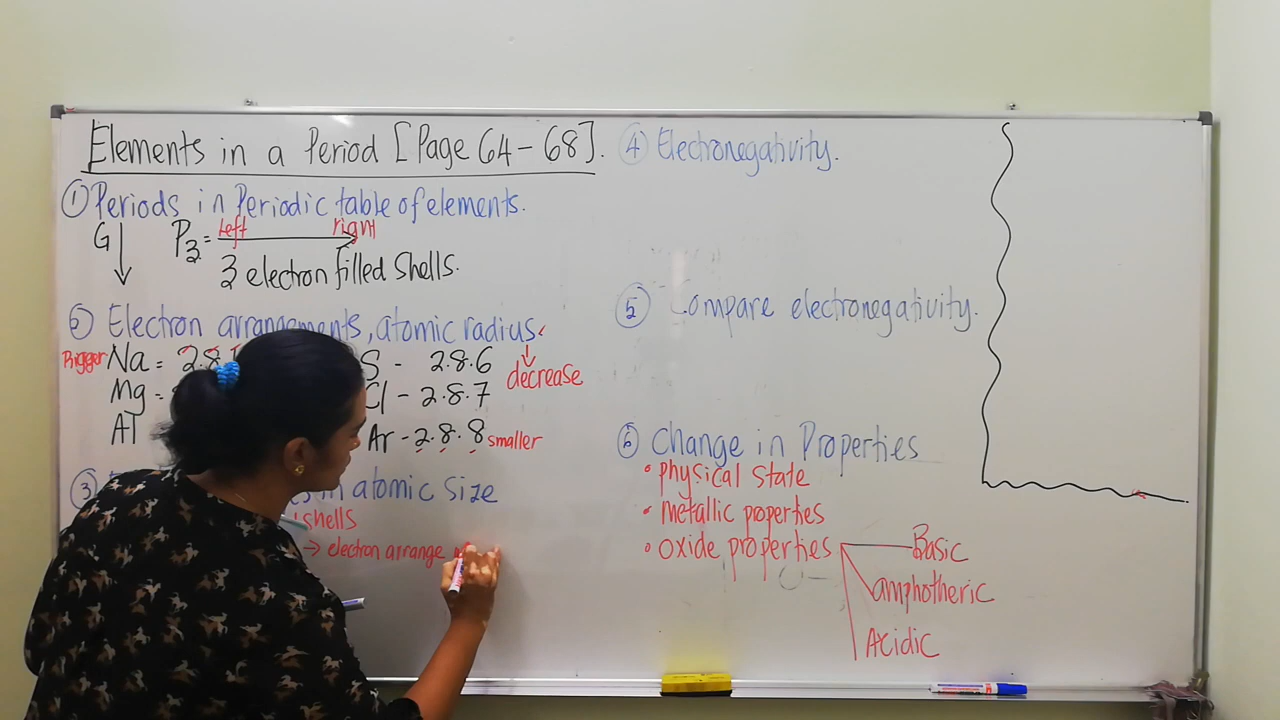 Elements in a Period [Page 64 - 68].
① Periods in Periodic table of elements.
G
P3 = left right
3 electron filled shells.
② Electron arrangements, atomic radius
Bigger Na = 2.8.
S - 2.8.6
decrease
Mg =
Cl - 2.8.7
Al
Ar - 2.8.8 smaller
③
in atomic size
shells
→ electron arrange
④ Electronegativity.
⑤ Compare electronegativity.
⑥ Change in Properties
• Physical state
• Metallic properties
• Oxide properties
Basic
Amphotheric
Acidic